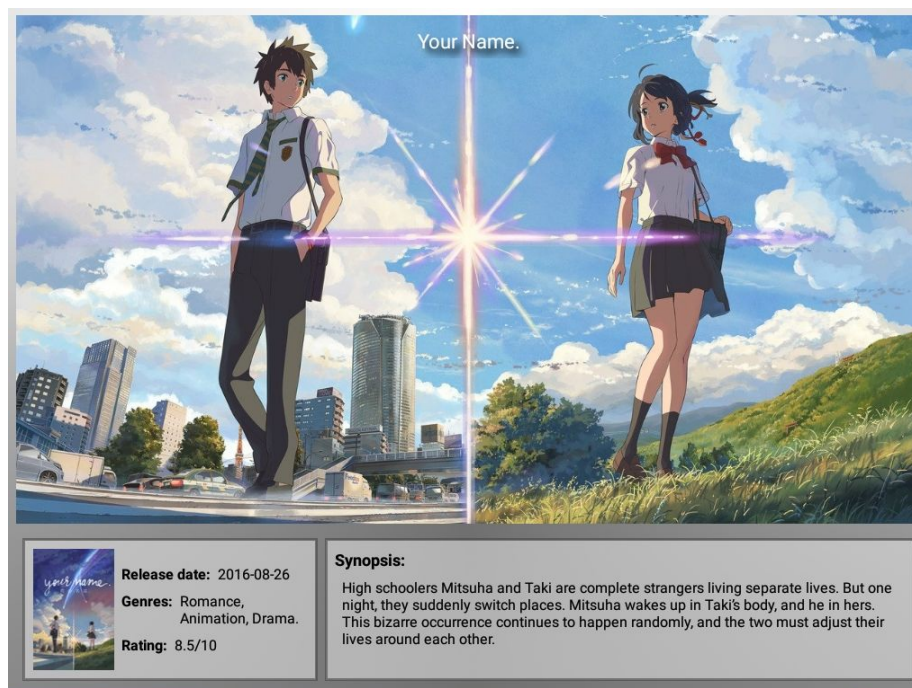 Your Name.
your name.
Release date: 2016-08-26
Genres: Romance,
Animation, Drama.
Rating: 8.5/10
Synopsis:
High schoolers Mitsuha and Taki are complete strangers living separate lives. But one
night, they suddenly switch places. Mitsuha wakes up in Taki's body, and he in hers.
This bizarre occurrence continues to happen randomly, and the two must adjust their
lives around each other.